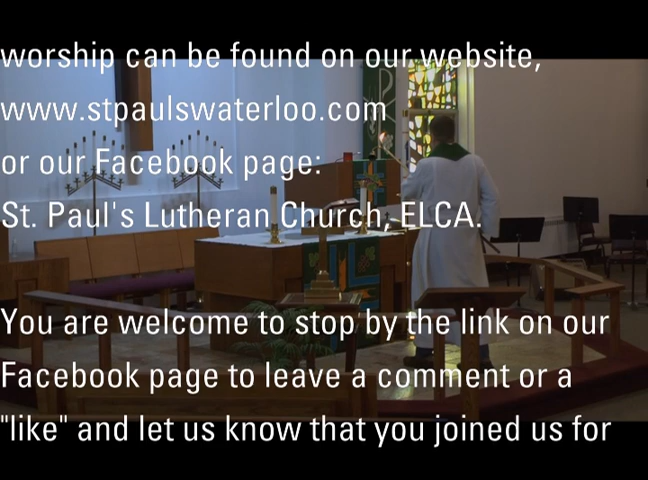 worship can be found on our website,
www.stpaulswaterloo.com
or our Facebook page:
St. Paul's Lutheran Church, ELCA.
You are welcome to stop by the link on our
Facebook page to leave a comment or a
"like" and let us know that you joined us for